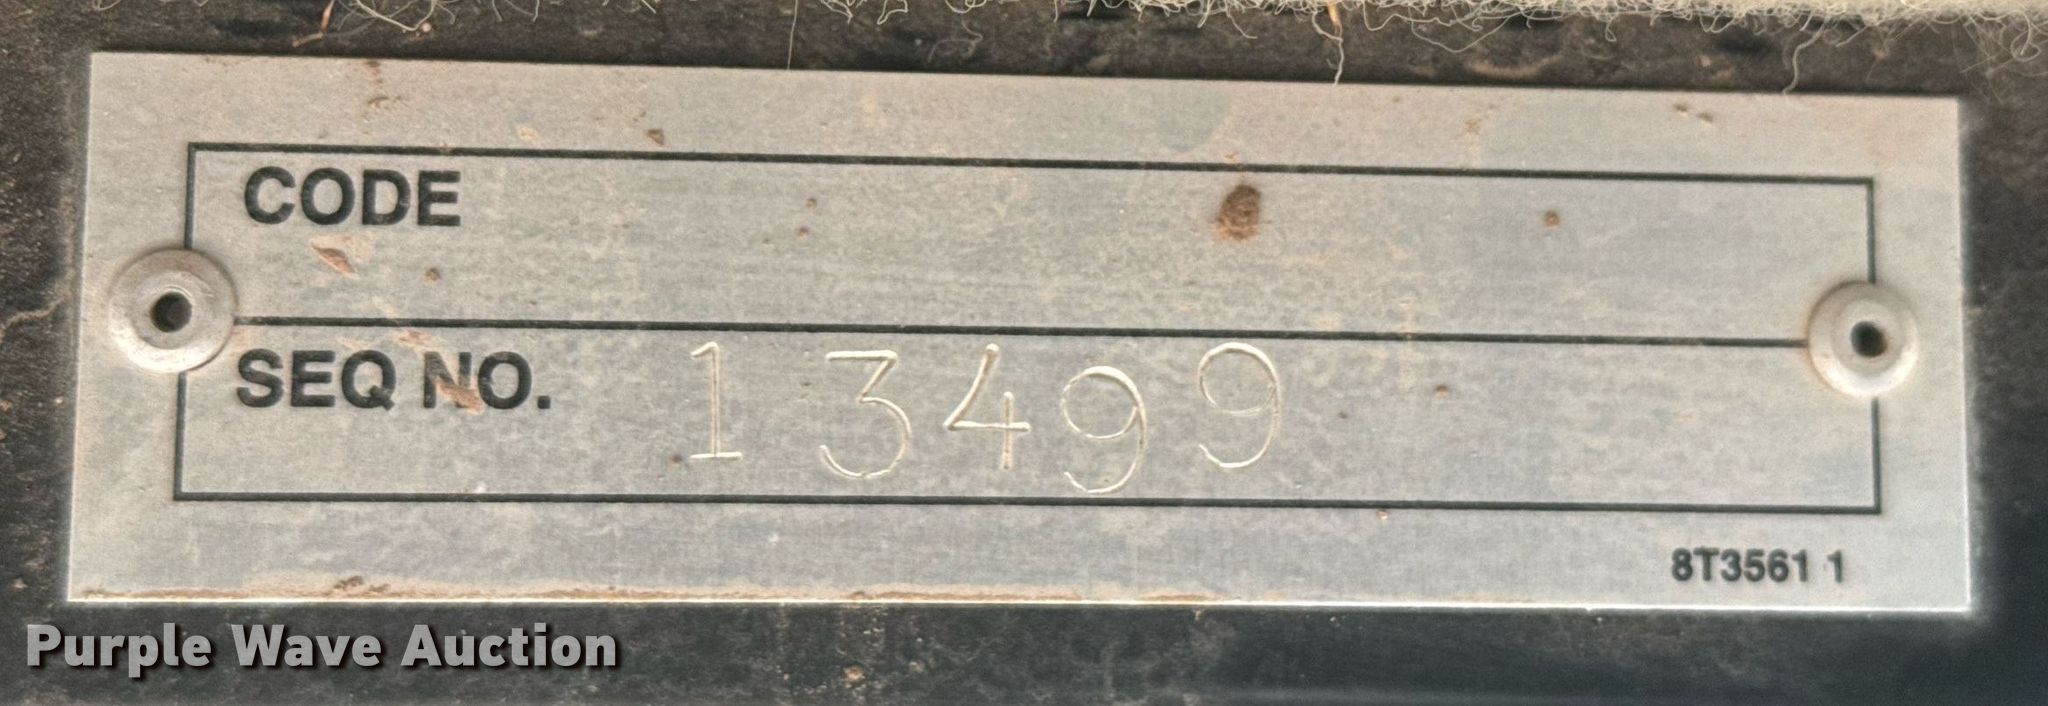 CODE
SEQ NO. 13499
8T3561 1
Purple Wave Auction